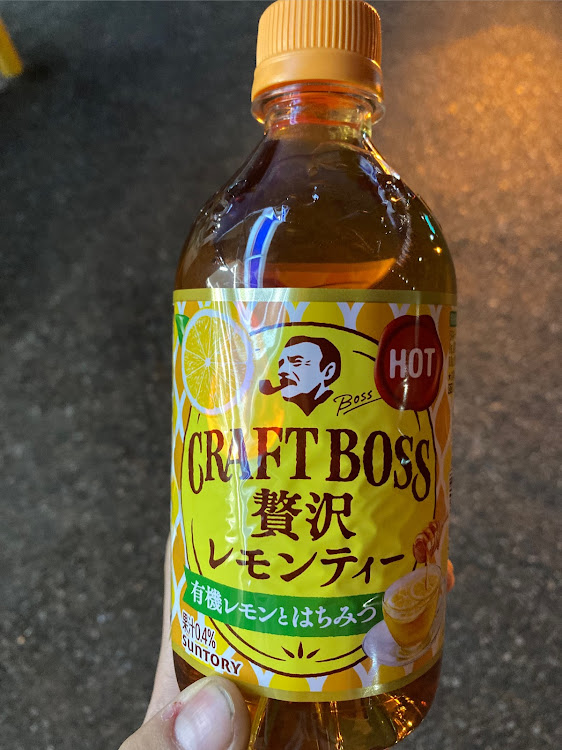 HOT
Boss
CRAFT BOSS
贅沢
レモンティー
有機レモンとはちみつ
果汁0.4%
SUNTORY